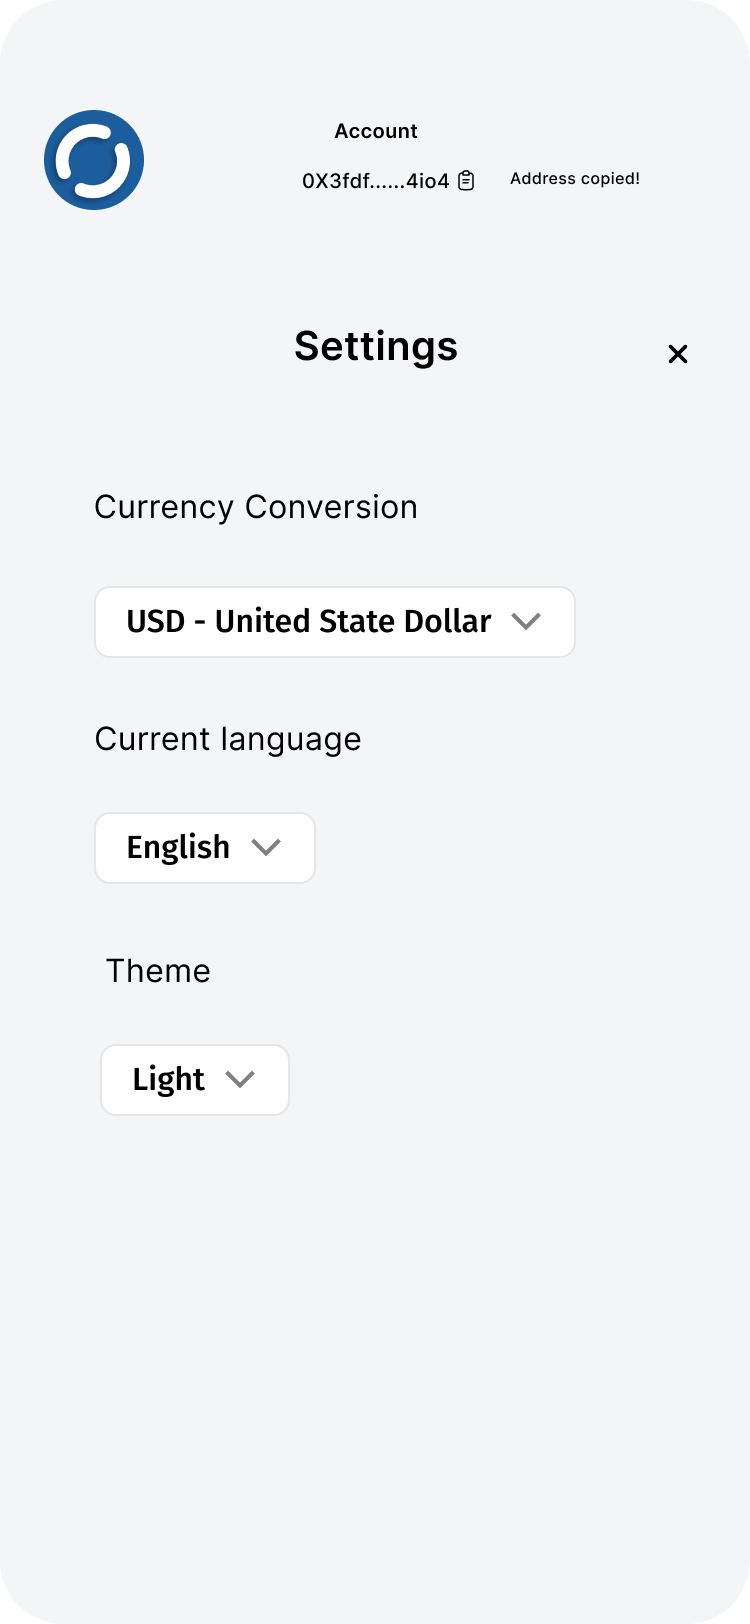 Account
0X3fdf......4io4 Address copied!
Settings
Currency Conversion
USD - United State Dollar
Current language
English
Theme
Light